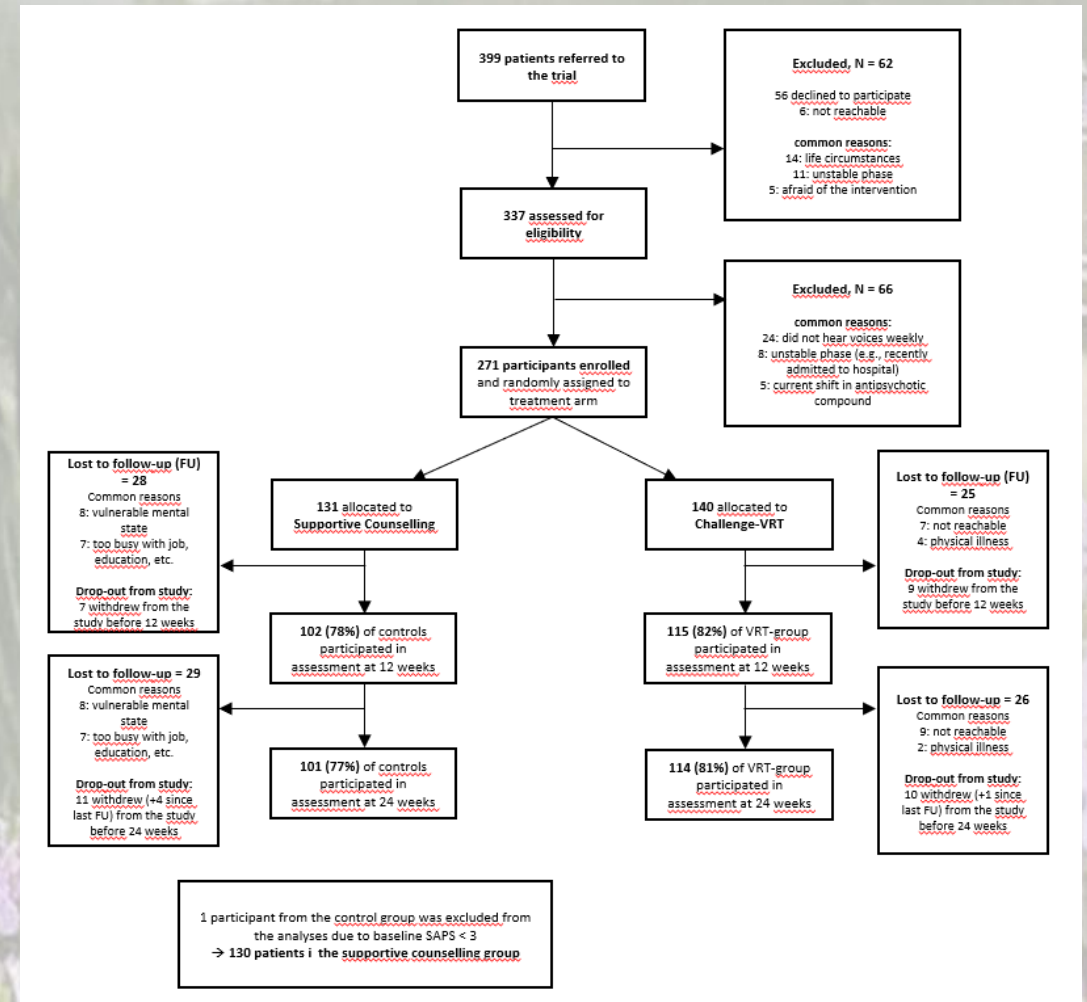 399 patients referred to
the trial
Excluded, N = 62
56 declined to participate
6: not reachable
common reasons:
14: life circumstances
11: unstable phase
5: afraid of the intervention
337 assessed for
eligibility
Excluded, N = 66
common reasons:
24: did not hear voices weekly
8: unstable phase (e.g., recently
admitted to hospital)
5: current shift in antipsychotic
compound
271 participants enrolled
and randomly assigned to
treatment arm
Lost to follow-up (FU)
= 28
Common reasons
8: vulnerable mental
state
7: too busy with job,
education, etc.
Drop-out from study:
7 withdrew from the
study before 12 weeks
131 allocated to
Supportive Counselling
140 allocated to
Challenge-VRT
Lost to follow-up (FU)
= 25
Common reasons
7: not reachable
4: physical illness
Drop-out from study:
9 withdrew from the
study before 12 weeks
102 (78%) of controls
participated in
assessment at 12 weeks
115 (82%) of VRT-group
participated in
assessment at 12 weeks
Lost to follow-up = 29
Common reasons
8: vulnerable mental
state
7: too busy with job,
education, etc.
Drop-out from study:
11 withdrew (+4 since
last FU) from the study
before 24 weeks
101 (77%) of controls
participated in
assessment at 24 weeks
114 (81%) of VRT-group
participated in
assessment at 24 weeks
Lost to follow-up = 26
Common reasons
9: not reachable
2: physical illness
Drop-out from study:
10 withdrew (+1 since
last FU) from the study
before 24 weeks
1 participant from the control group was excluded from
the analyses due to baseline SAPS < 3
→ 130 patients i the supportive counselling group